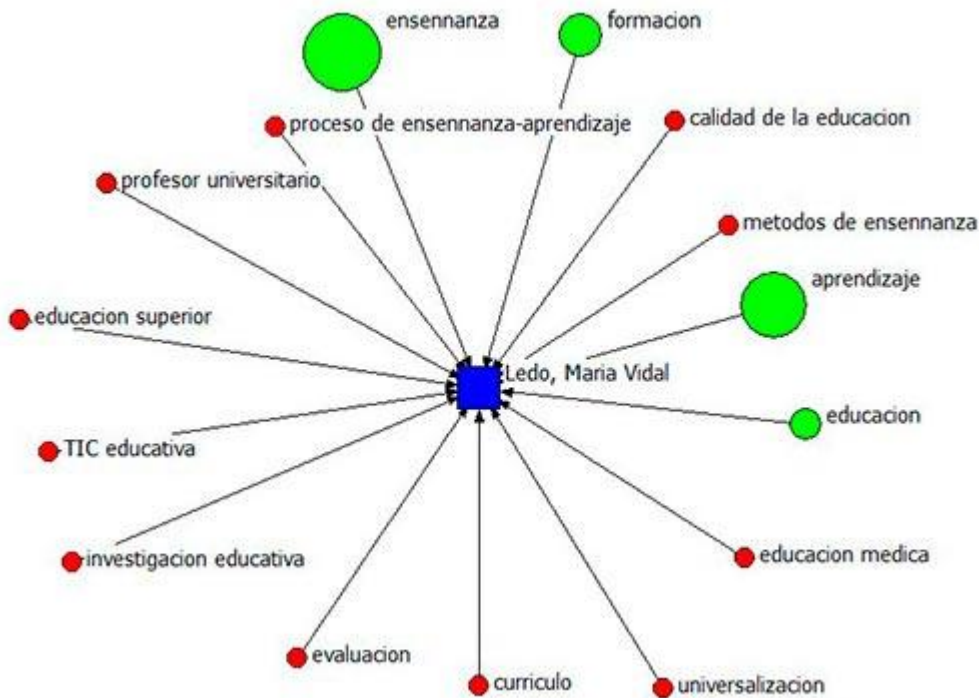 ensennanza
formacion
proceso de ensennanza-aprendizaje
calidad de la educacion
profesor universitario
metodos de ensennanza
aprendizaje
educacion superior
Ledo, Maria Vidal
educacion
TIC educativa
investigacion educativa
educacion medica
evaluacion
curriculo
universalizacion